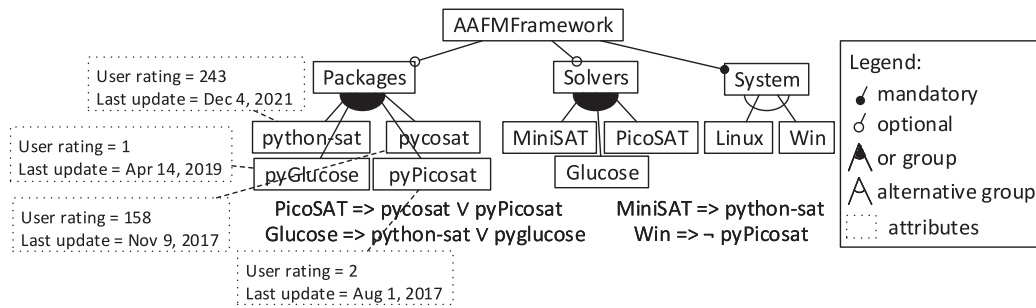 AAFMFramework
Packages
Solvers
System
User rating = 243
Last update = Dec 4, 2021
python-sat
pycosat
MiniSAT
PicoSAT
Linux
Win
User rating = 1
Last update = Apr 14, 2019
pyGlucose
pyPicosat
Glucose
User rating = 158
Last update = Nov 9, 2017
PicoSAT => pycosat V pyPicosat
MiniSAT => python-sat
Glucose => python-sat V pyglucose
Win => ¬ pyPicosat
User rating = 2
Last update = Aug 1, 2017
Legend:
mandatory
optional
or group
alternative group
attributes